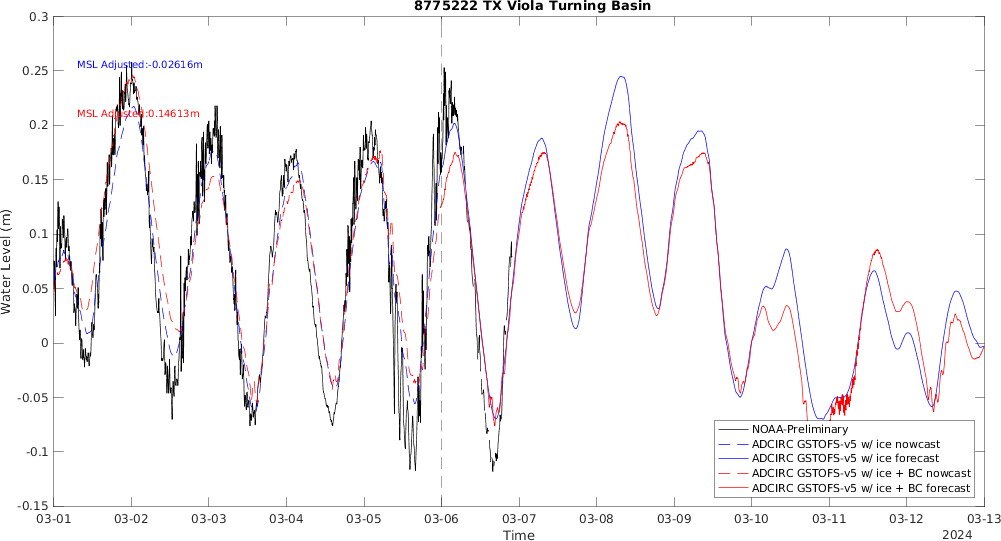 8775222 TX Viola Turning Basin
0.3
0.25
0.2
0.15
0.1
0.05
0
-0.05
-0.1
-0.15
Water Level (m)
MSL Adjusted:-0.02616m
MSL Adjusted:0.14613m
NOAA-Preliminary
ADCIRC GSTOFS-v5 w/ ice nowcast
ADCIRC GSTOFS-v5 w/ ice forecast
ADCIRC GSTOFS-v5 w/ ice + BC nowcast
ADCIRC GSTOFS-v5 w/ ice + BC forecast
03-01 03-02 03-03 03-04 03-05 03-06 03-07 03-08 03-09 03-10 03-11 03-12 03-13
Time
2024